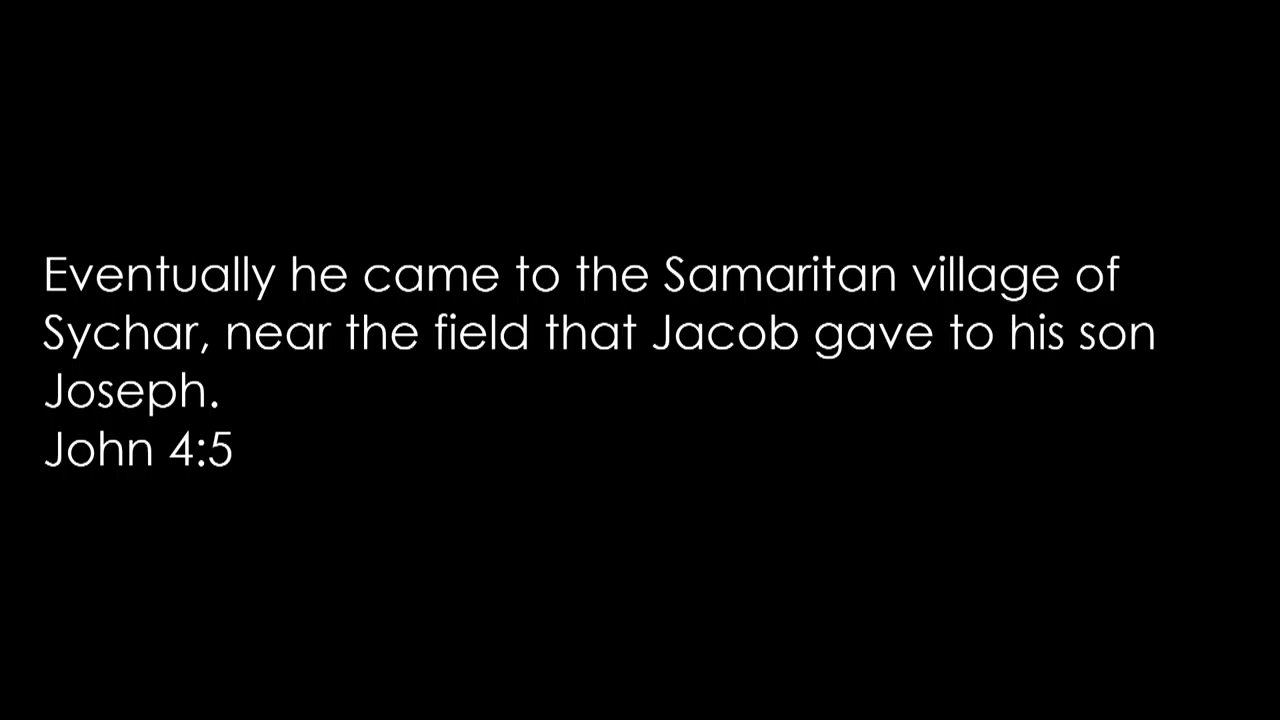 Eventually he came to the Samaritan village of
Sychar, near the field that Jacob gave to his son
Joseph.
John 4:5